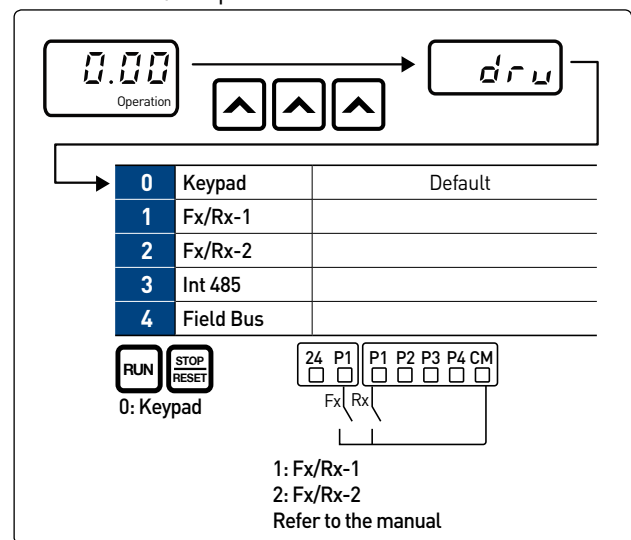 0.00
Operation
dru
0 Keypad Default
1 Fx/Rx-1
2 Fx/Rx-2
3 Int 485
4 Field Bus
RUN
STOP
RESET
24 P1 P1 P2 P3 P4 CM
Fx Rx
0: Keypad
1: Fx/Rx-1
2: Fx/Rx-2
Refer to the manual